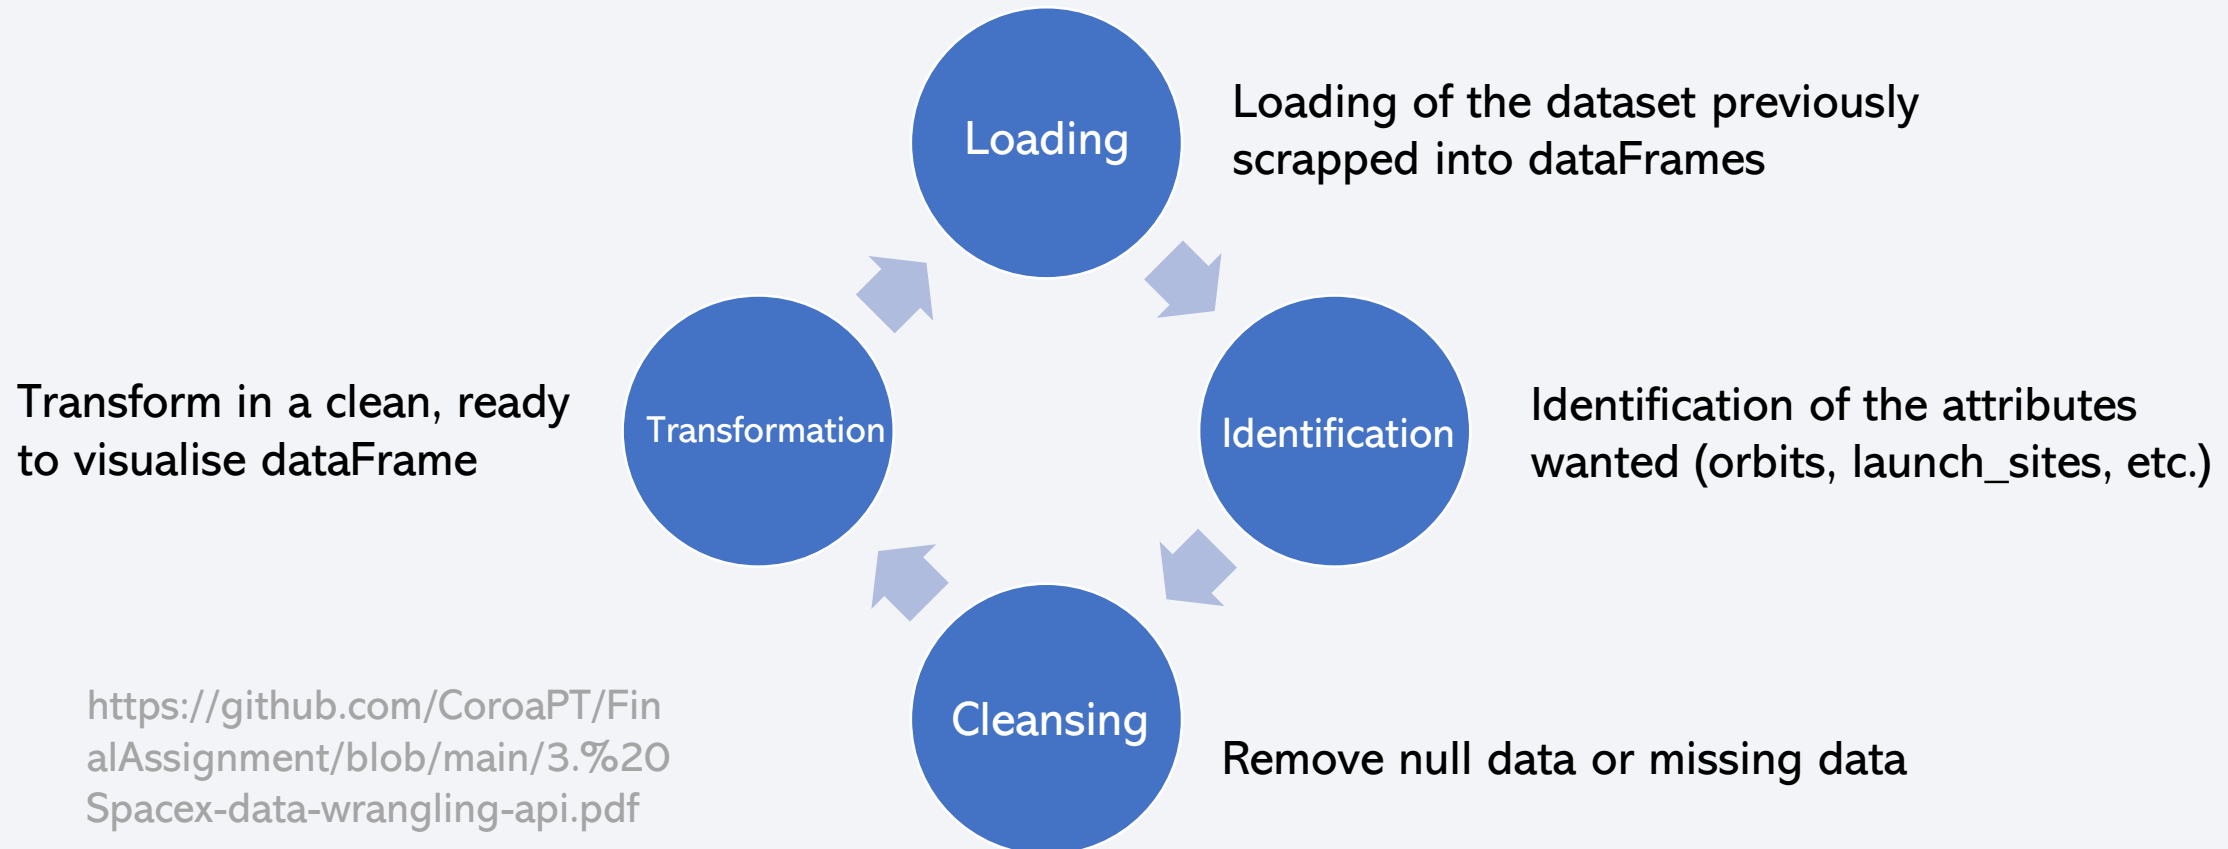 Loading
Loading of the dataset previously
scrapped into dataFrames
Transformation
Transform in a clean, ready
to visualise dataFrame
Identification
Identification of the attributes
wanted (orbits, launch_sites, etc.)
Cleansing
Remove null data or missing data
https://github.com/CoroaPT/Fin
alAssignment/blob/main/3.%20
Spacex-data-wrangling-api.pdf